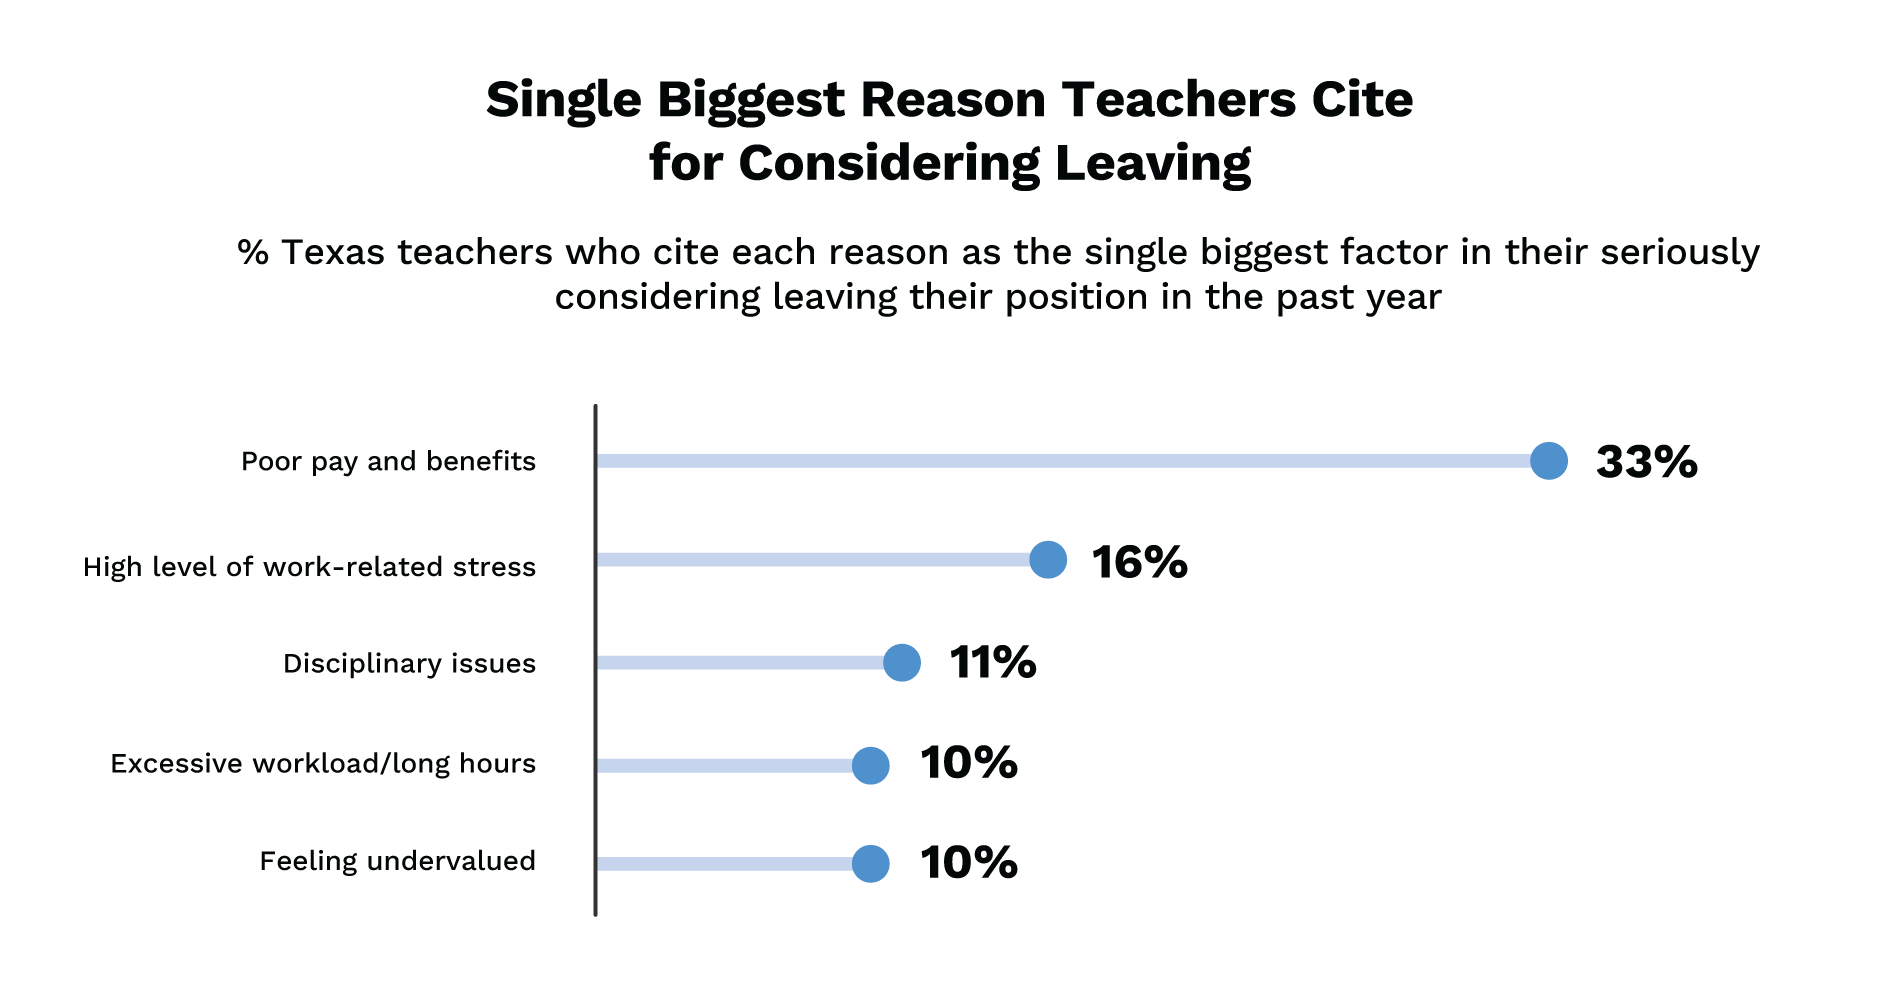 Single Biggest Reason Teachers Cite
for Considering Leaving
% Texas teachers who cite each reason as the single biggest factor in their seriously
considering leaving their position in the past year
Poor pay and benefits 33%
High level of work-related stress 16%
Disciplinary issues 11%
Excessive workload/long hours 10%
Feeling undervalued 10%